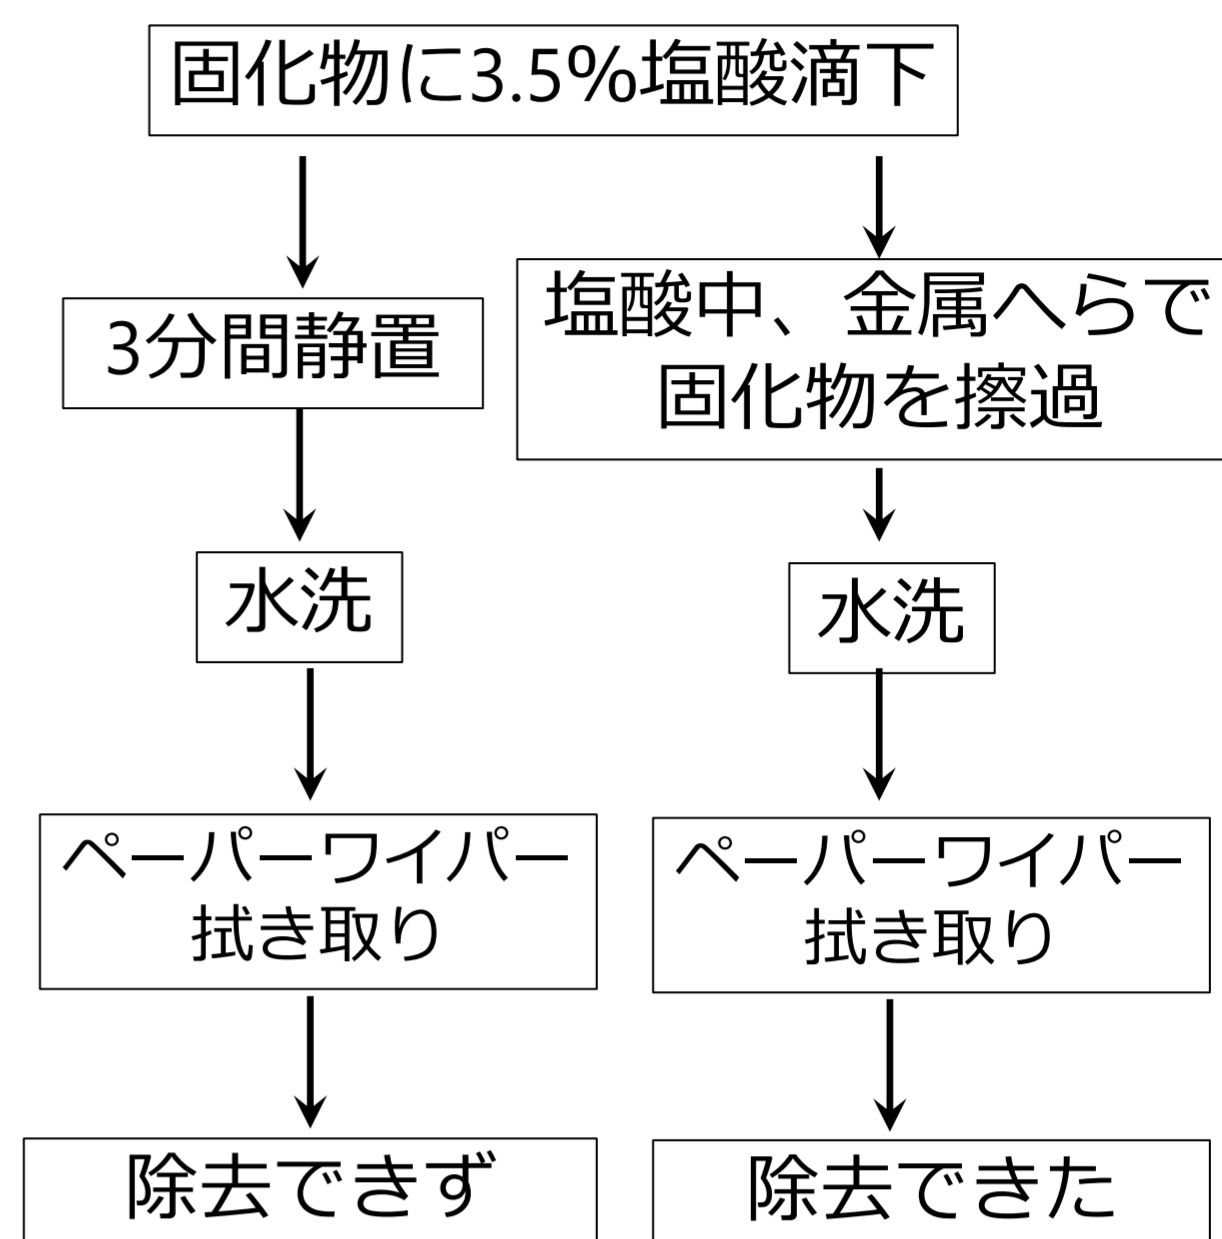 固化物に3.5%塩酸滴下
3分間静置
塩酸中、金属へらで
固化物を擦過
水洗
水洗
ペーパーワイパー
拭き取り
ペーパーワイパー
拭き取り
除去できず
除去できた